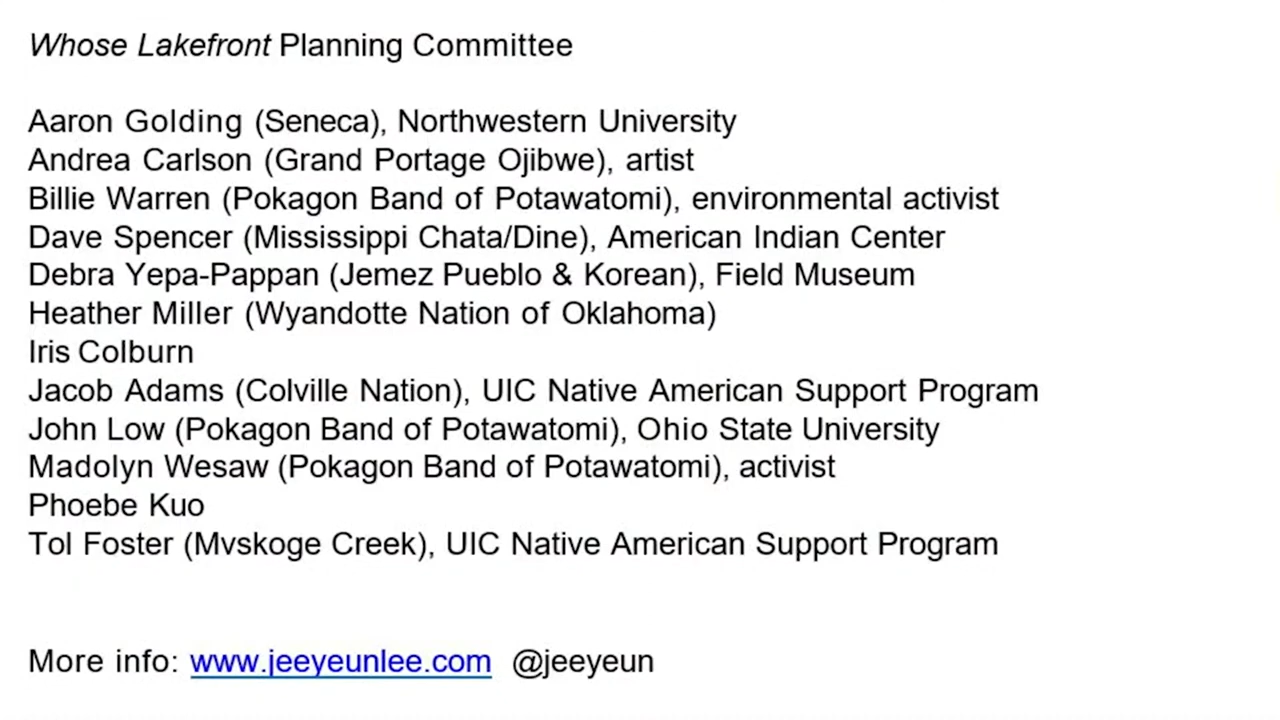 Whose Lakefront Planning Committee
Aaron Golding (Seneca), Northwestern University
Andrea Carlson (Grand Portage Ojibwe), artist
Billie Warren (Pokagon Band of Potawatomi), environmental activist
Dave Spencer (Mississippi Chata/Dine), American Indian Center
Debra Yepa-Pappan (Jemez Pueblo & Korean), Field Museum
Heather Miller (Wyandotte Nation of Oklahoma)
Iris Colburn
Jacob Adams (Colville Nation), UIC Native American Support Program
John Low (Pokagon Band of Potawatomi), Ohio State University
Madolyn Wesaw (Pokagon Band of Potawatomi), activist
Phoebe Kuo
Tol Foster (Mvskoge Creek), UIC Native American Support Program
More info: www.jeeyeunlee.com @jeeyeun